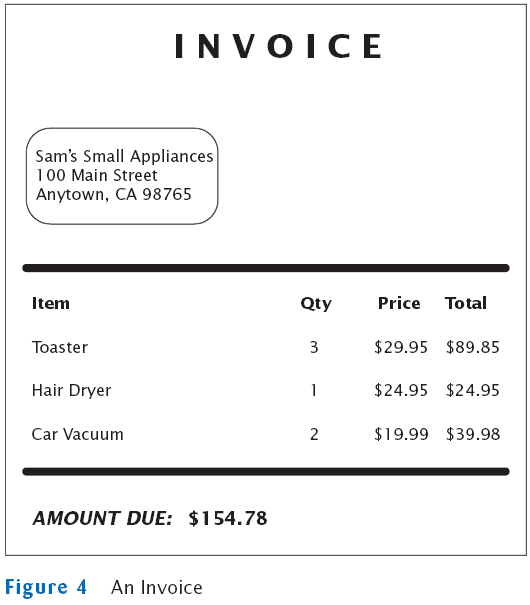 INVOICE
Sam's Small Appliances
100 Main Street
Anytown, CA 98765
Item Qty Price Total
Toaster 3 $29.95 $89.85
Hair Dryer 1 $24.95 $24.95
Car Vacuum 2 $19.99 $39.98
AMOUNT DUE: $154.78
Figure 4 An Invoice